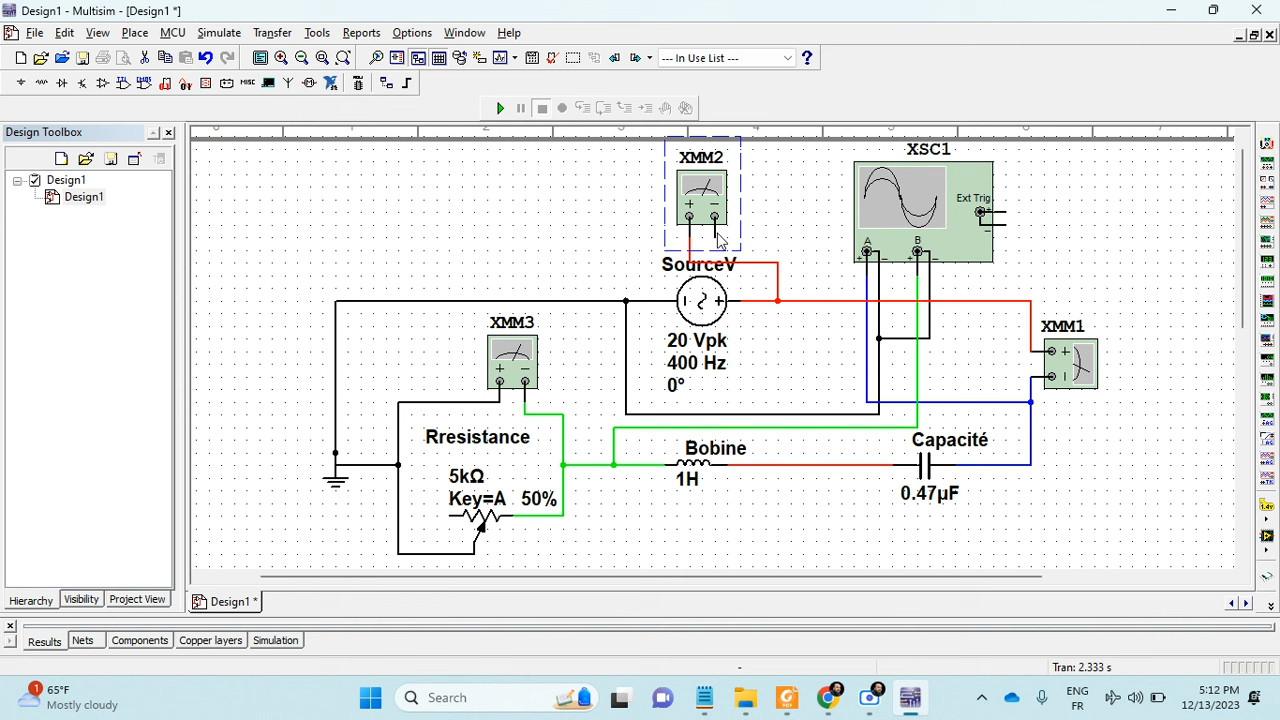 Design1 - Multisim - [Design1 *]
File Edit View Place MCU Simulate Transfer Tools Reports Options Window Help
--- In Use List ---
Design Toolbox
Design1
Design1
XMM2
XSC1
Ext Trig
A
B
SourceV
20 Vpk
400 Hz
0°
XMM3
XMM1
Rresistance
5kΩ
Key=A 50%
Bobine
1H
Capacité
0.47µF
Hierarchy Visibility Project View
Design1 *
Results Nets Components Copper layers Simulation
-
Tran: 2.333 s
65°F
Mostly cloudy
1
Search
ENG
FR
5:12 PM
12/13/2023